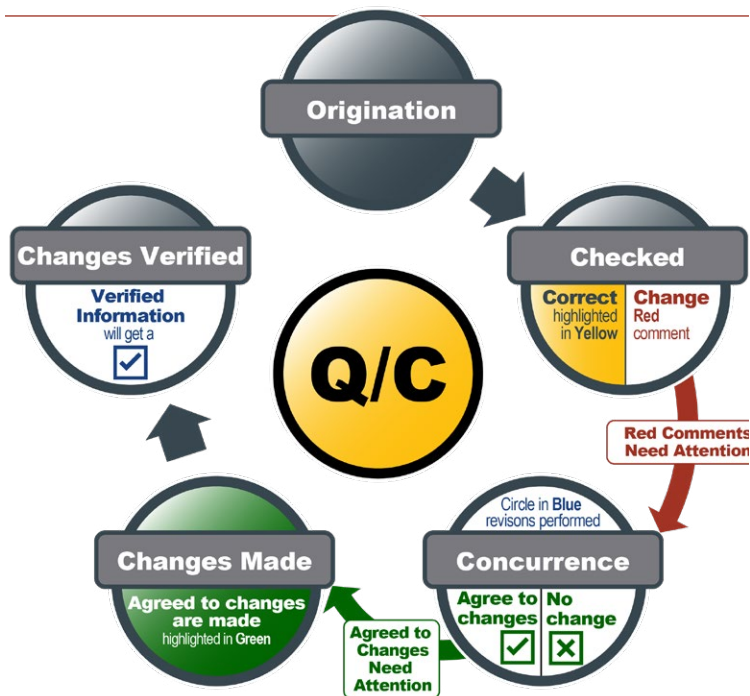 Origination
Checked
Correct
highlighted
in Yellow
Change
Red
comment
Red Comments
Need Attention
Circle in Blue
revisons performed
Concurrence
Agree to
changes
No
change
Agreed to
Changes
Need
Attention
Changes Made
Agreed to changes
are made
highlighted in Green
Changes Verified
Verified
Information
will get a
Q/C